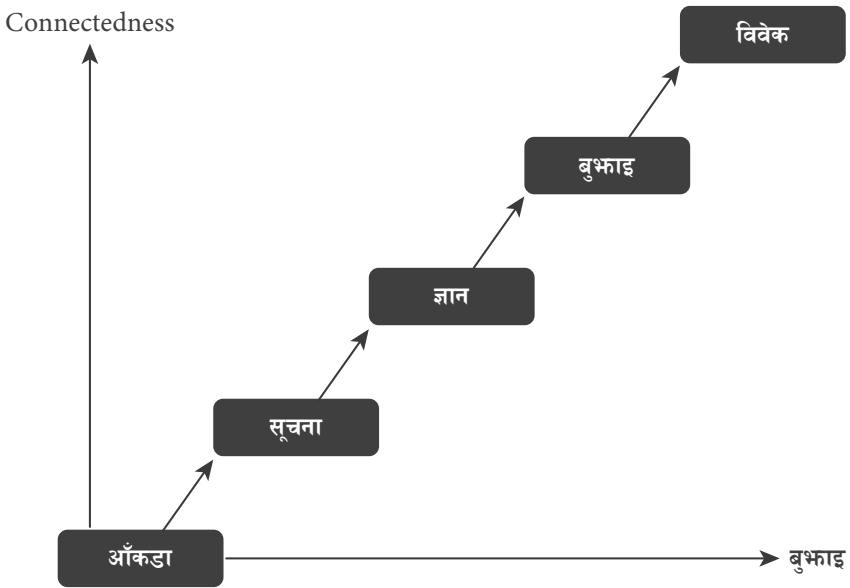 Connectedness
विवेक
बुझाइ
ज्ञान
सूचना
आँकडा
बुझाइ